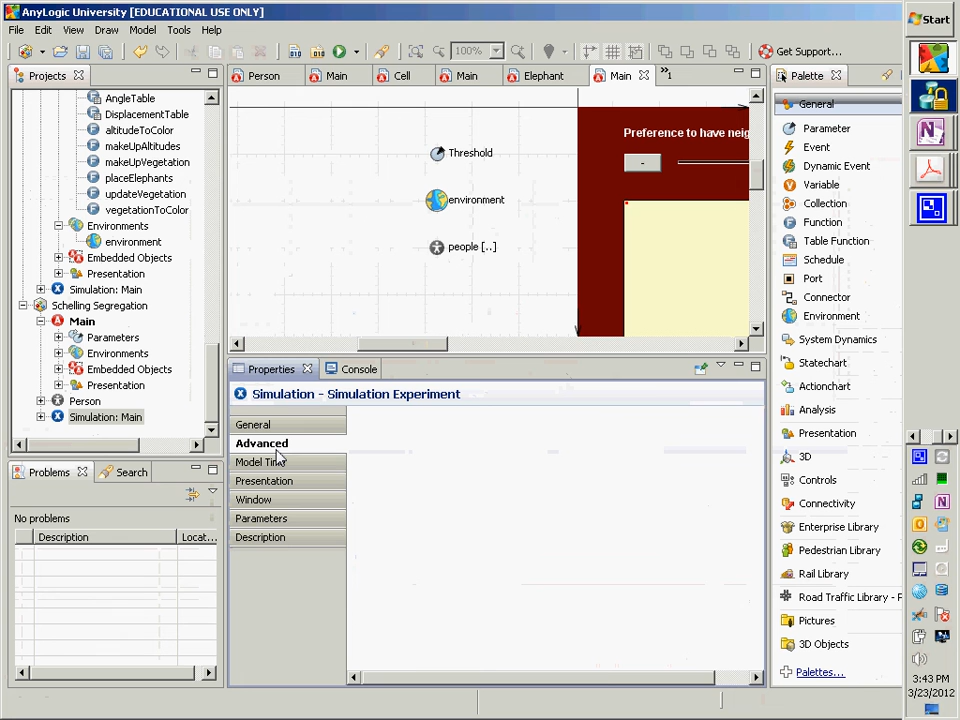 AnyLogic University [EDUCATIONAL USE ONLY]
File Edit View Draw Model Tools Help
100% Get Support...
Start
Projects
Person Main Cell Main Elephant Main »1
Palette
AngleTable
DisplacementTable
altitudeToColor
makeUpAltitudes
makeUpVegetation
placeElephants
updateVegetation
vegetationToColor
Environments
environment
Embedded Objects
Presentation
Simulation: Main
Schelling Segregation
Main
Parameters
Environments
Embedded Objects
Presentation
Person
Simulation: Main
Threshold
environment
people [..]
Preference to have neig
-
General
Parameter
Event
Dynamic Event
Variable
Collection
Function
Table Function
Schedule
Port
Connector
Environment
System Dynamics
Statechart
Actionchart
Analysis
Presentation
3D
Controls
Connectivity
Enterprise Library
Pedestrian Library
Rail Library
Road Traffic Library - P
Pictures
3D Objects
Palettes...
Properties Console
Simulation - Simulation Experiment
General
Advanced
Model Time
Presentation
Window
Parameters
Description
Problems Search
No problems
Description Locat...
3:43 PM
3/23/2012